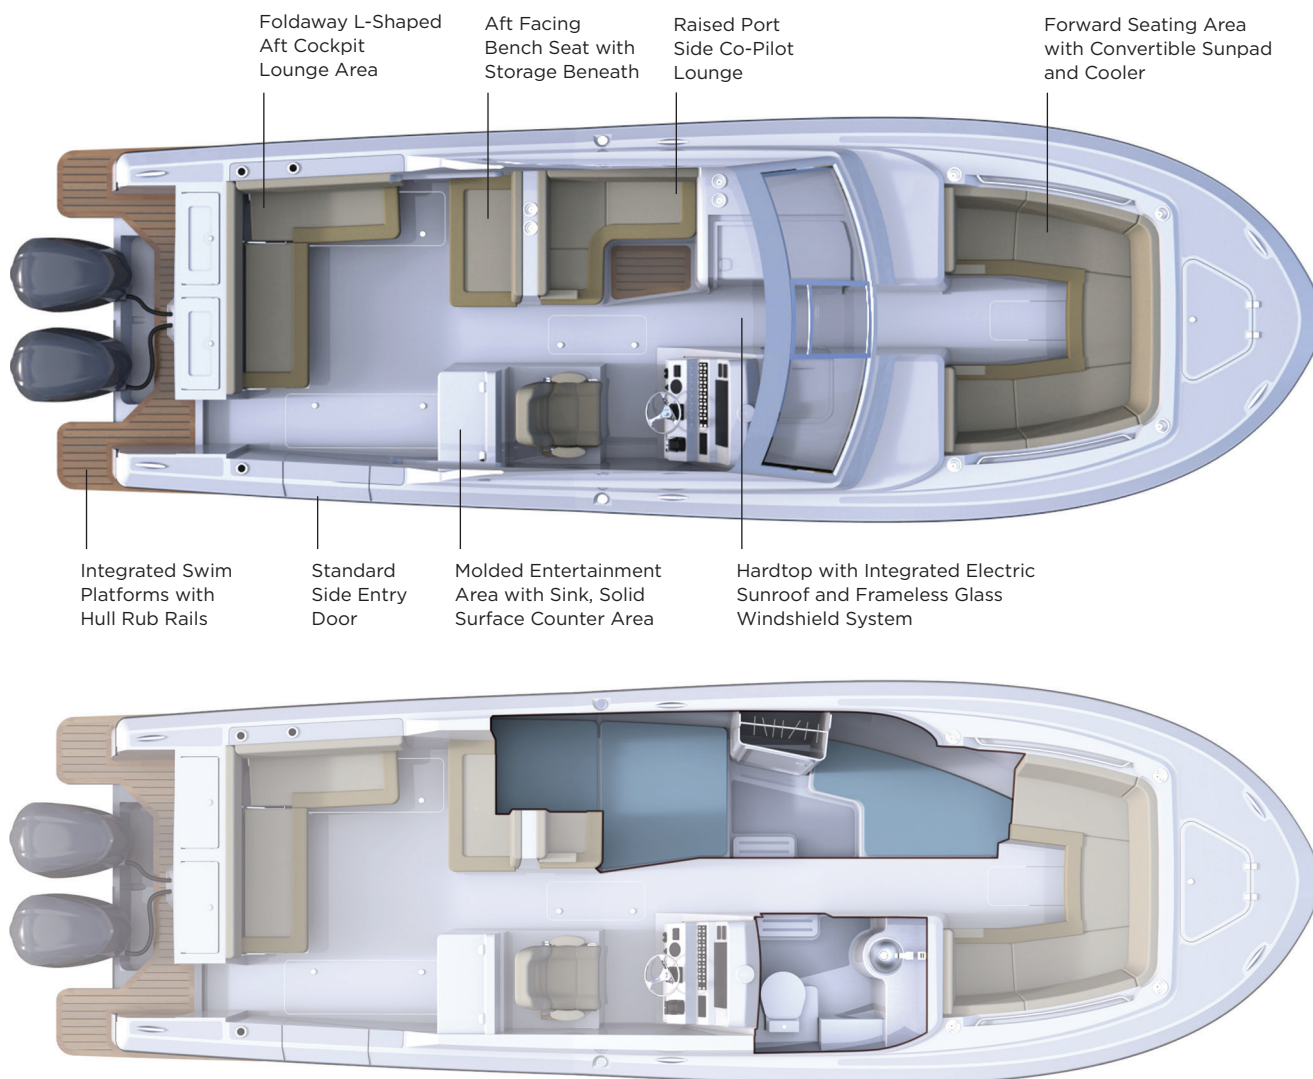 Foldaway L-Shaped
Aft Cockpit
Lounge Area
Aft Facing
Bench Seat with
Storage Beneath
Raised Port
Side Co-Pilot
Lounge
Forward Seating Area
with Convertible Sunpad
and Cooler
Integrated Swim
Platforms with
Hull Rub Rails
Standard
Side Entry
Door
Molded Entertainment
Area with Sink, Solid
Surface Counter Area
Hardtop with Integrated Electric
Sunroof and Frameless Glass
Windshield System